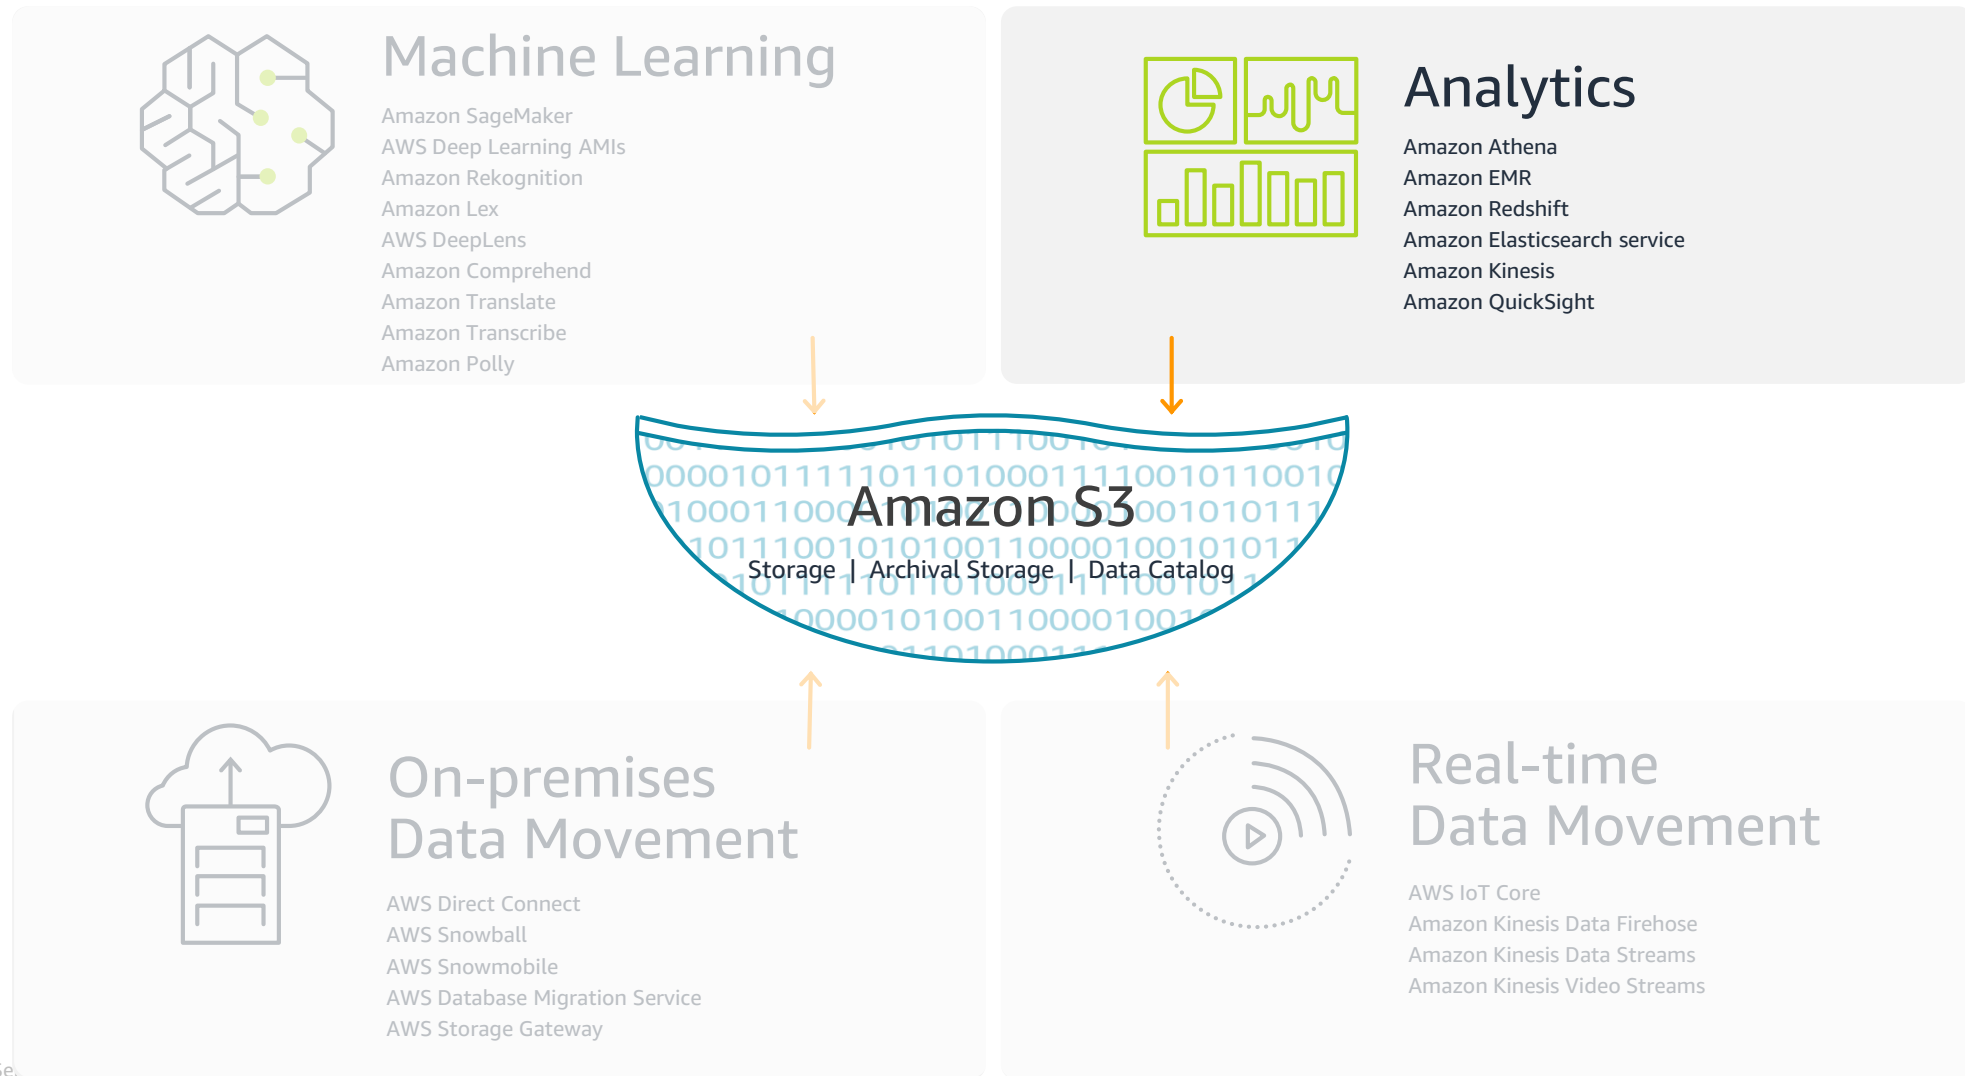 Machine Learning
Amazon SageMaker
AWS Deep Learning AMIs
Amazon Rekognition
Amazon Lex
AWS DeepLens
Amazon Comprehend
Amazon Translate
Amazon Transcribe
Amazon Polly
Analytics
Amazon Athena
Amazon EMR
Amazon Redshift
Amazon Elasticsearch service
Amazon Kinesis
Amazon QuickSight
Amazon S3
Storage | Archival Storage | Data Catalog
On-premises
Data Movement
AWS Direct Connect
AWS Snowball
AWS Snowmobile
AWS Database Migration Service
AWS Storage Gateway
Real-time
Data Movement
AWS IoT Core
Amazon Kinesis Data Firehose
Amazon Kinesis Data Streams
Amazon Kinesis Video Streams